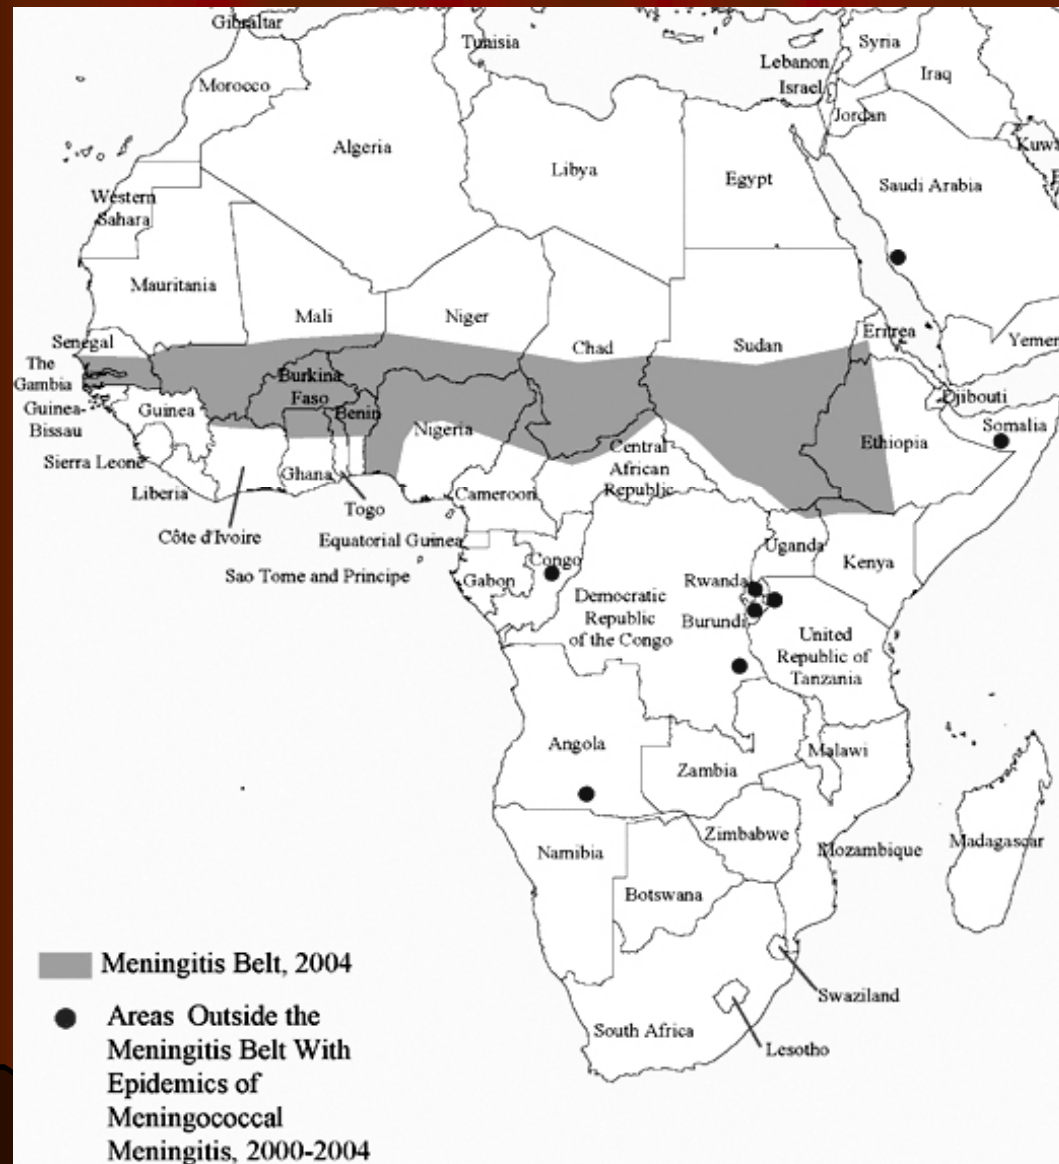 Gibraltar
Tunisia
Syria
Lebanon
Iraq
Israel
Morocco
Jordan
Algeria
Libya
Egypt
Saudi Arabia
Western
Sahara
Mauritania
Mali
Niger
Chad
Sudan
Eritrea
Yemen
Senegal
The
Gambia
Guinea-
Bissau
Guinea
Burkina
Faso
Benin
Nigeria
Djibouti
Somalia
Ethiopia
Central
African
Republic
Sierra Leone
Liberia
Ghana
Togo
Cameroon
Côte d'Ivoire
Equatorial Guinea
Sao Tome and Principe
Gabon
Congo
Uganda
Kenya
Rwanda
Democratic
Republic
of the Congo
Burundi
United
Republic of
Tanzania
Angola
Zambia
Malawi
Namibia
Zimbabwe
Mozambique
Madagascar
Botswana
Swaziland
South Africa
Lesotho
Meningitis Belt, 2004
Areas Outside the
Meningitis Belt With
Epidemics of
Meningococcal
Meningitis, 2000-2004